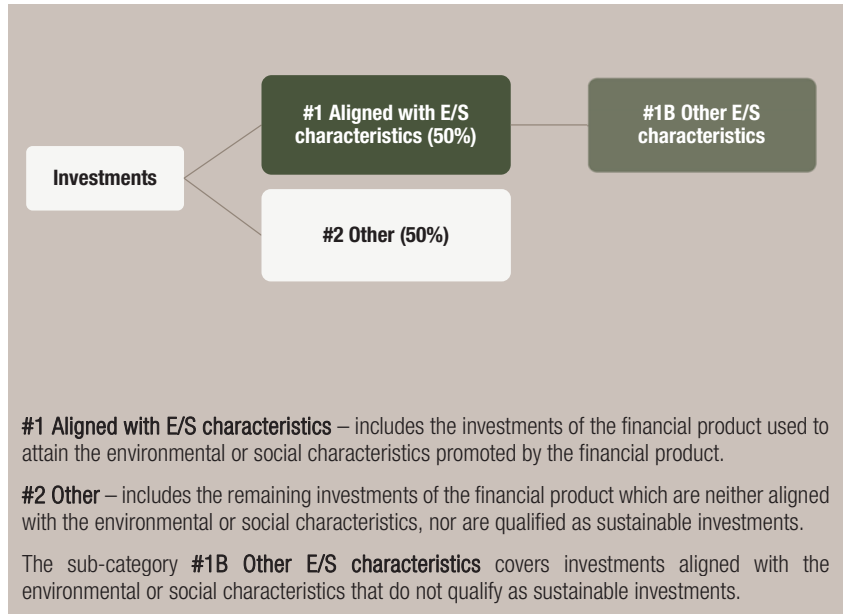 #1 Aligned with E/S
characteristics (50%)
#1B Other E/S
characteristics
Investments
#2 Other (50%)
#1 Aligned with E/S characteristics – includes the investments of the financial product used to
attain the environmental or social characteristics promoted by the financial product.
#2 Other – includes the remaining investments of the financial product which are neither aligned
with the environmental or social characteristics, nor are qualified as sustainable investments.
The sub-category #1B Other E/S characteristics covers investments aligned with the
environmental or social characteristics that do not qualify as sustainable investments.